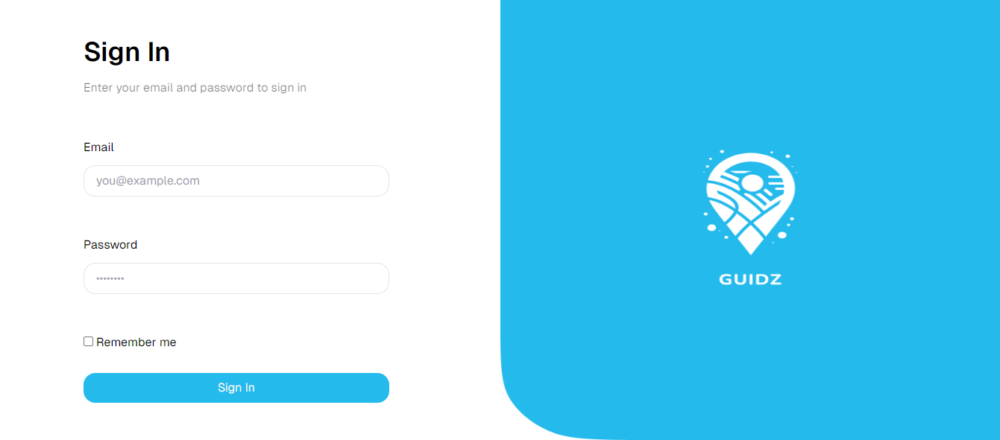 Sign In
Enter your email and password to sign in
Email
you@example.com
Password
••••••••
Remember me
Sign In
GUIDZ